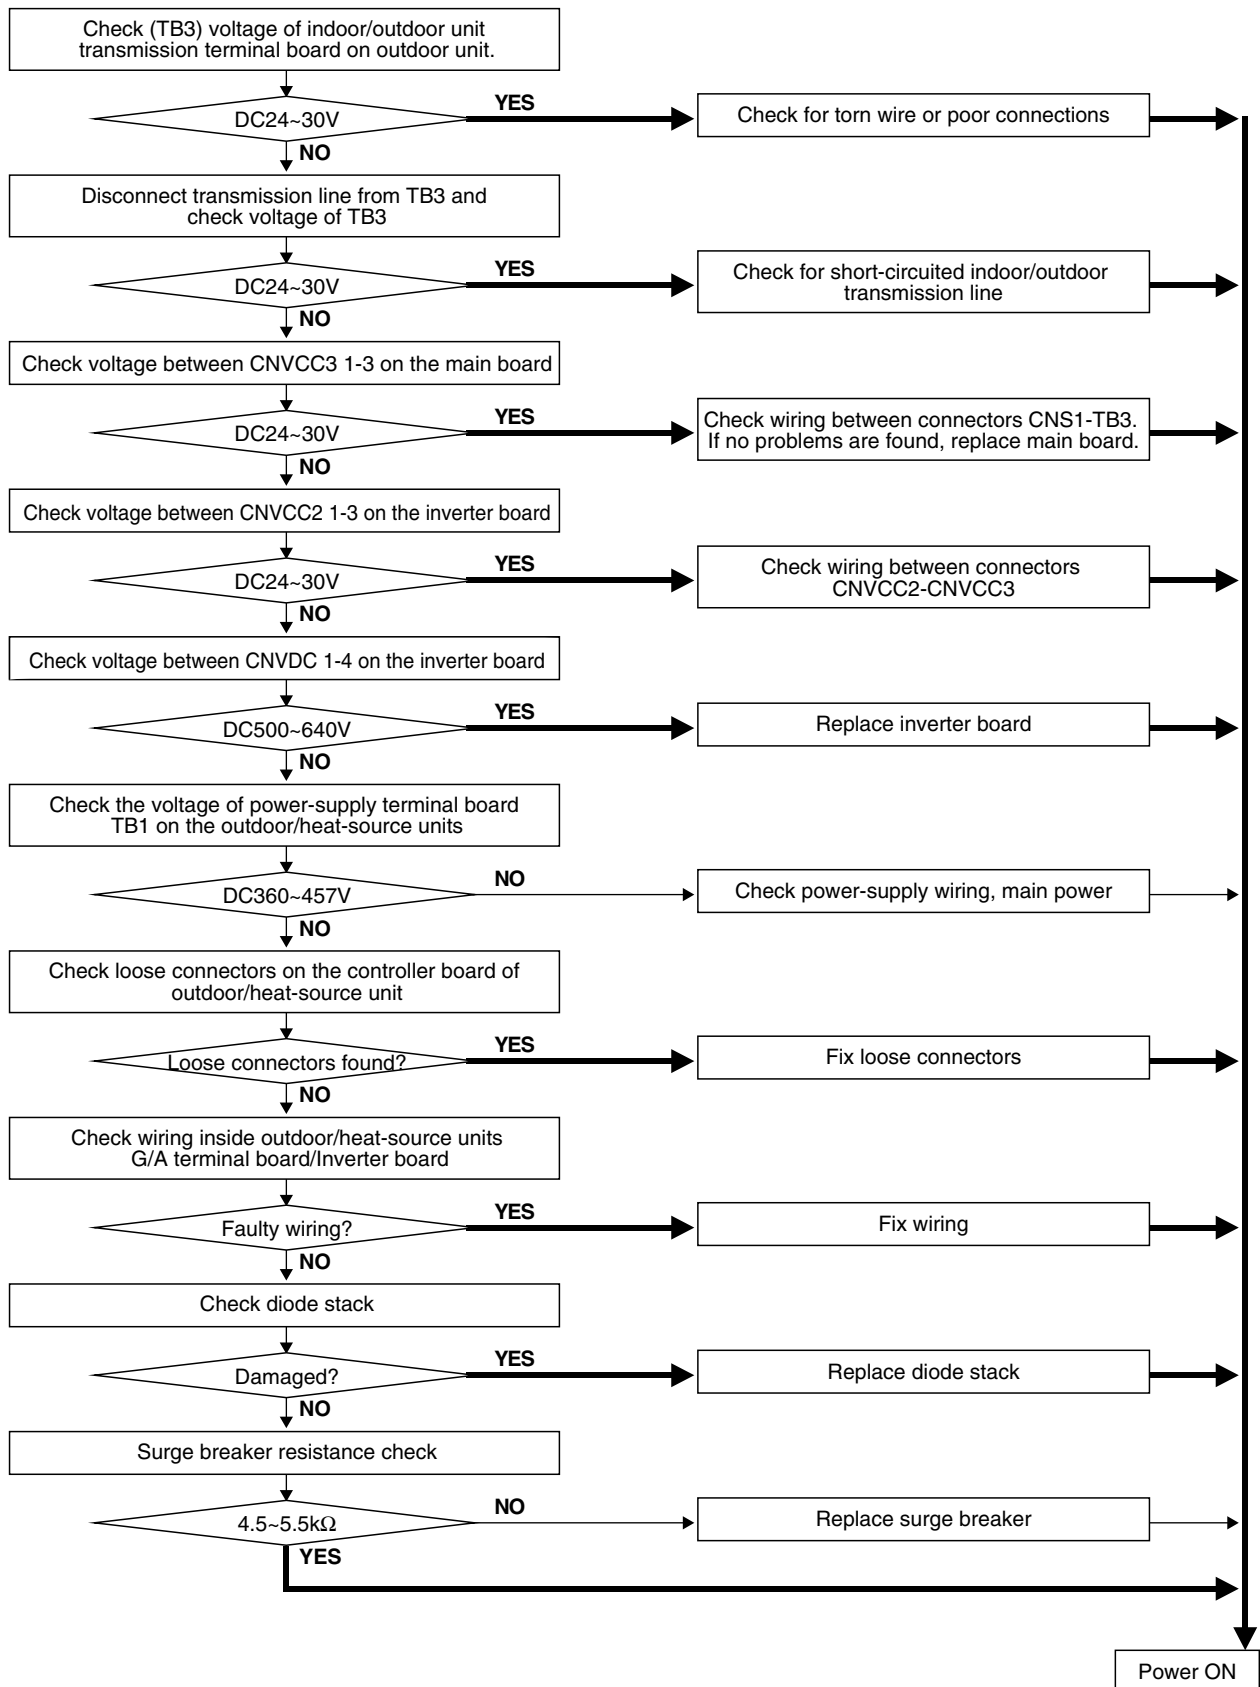 Check (TB3) voltage of indoor/outdoor unit
transmission terminal board on outdoor unit.
DC24~30V
YES
Check for torn wire or poor connections
NO
Disconnect transmission line from TB3 and
check voltage of TB3
DC24~30V
YES
Check for short-circuited indoor/outdoor
transmission line
NO
Check voltage between CNVCC3 1-3 on the main board
DC24~30V
YES
Check wiring between connectors CNS1-TB3.
If no problems are found, replace main board.
NO
Check voltage between CNVCC2 1-3 on the inverter board
DC24~30V
YES
Check wiring between connectors
CNVCC2-CNVCC3
NO
Check voltage between CNVDC 1-4 on the inverter board
DC500~640V
YES
Replace inverter board
NO
Check the voltage of power-supply terminal board
TB1 on the outdoor/heat-source units
DC360~457V
NO
Check power-supply wiring, main power
NO
Check loose connectors on the controller board of
outdoor/heat-source unit
Loose connectors found?
YES
Fix loose connectors
NO
Check wiring inside outdoor/heat-source units
G/A terminal board/Inverter board
Faulty wiring?
YES
Fix wiring
NO
Check diode stack
Damaged?
YES
Replace diode stack
NO
Surge breaker resistance check
4.5~5.5kΩ
NO
Replace surge breaker
YES
Power ON